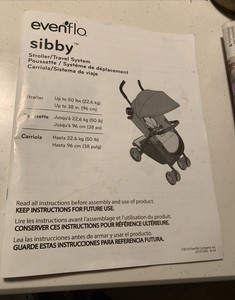 evenflo
sibby™
Stroller/Travel System
Poussette / Système de déplacement
Carriola/Sistema de viaje
Stroller Up to 50 lbs (22,6 kg)
Up to 38 in. (96 cm)
Jusqu'à 22,6 kg (50 lb)
Jusqu'à 96 cm (38 po)
Carriola Hasta 22,6 kg (50 lb)
Hasta 96 cm (38 pulg)
Read all instructions before assembly and use of product.
KEEP INSTRUCTIONS FOR FUTURE USE.
Lire les instructions avant l'assemblage et l'utilisation du produit.
CONSERVER CES INSTRUCTIONS POUR RÉFÉRENCE ULTÉRIEURE.
Lea las instrucciones antes de armar y usar el producto.
GUARDE ESTAS INSTRUCCIONES PARA REFERENCIA FUTURA.